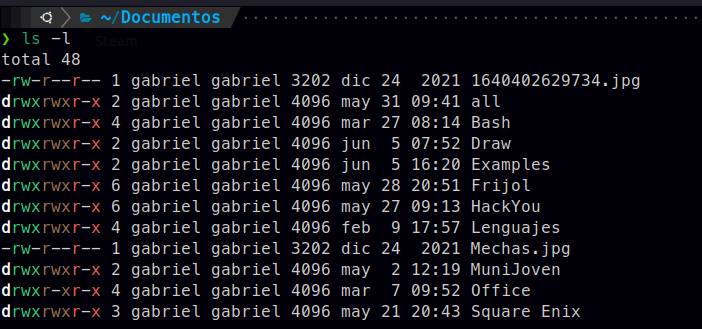 ~/Documentos
❯ ls -l
total 48
-rw-r--r-- 1 gabriel gabriel 3202 dic 24  2021 1640402629734.jpg
drwxrwxr-x 2 gabriel gabriel 4096 may 31 09:41 all
drwxrwxr-x 4 gabriel gabriel 4096 mar 27 08:14 Bash
drwxrwxr-x 2 gabriel gabriel 4096 jun  5 07:52 Draw
drwxrwxr-x 2 gabriel gabriel 4096 jun  5 16:20 Examples
drwxrwxr-x 6 gabriel gabriel 4096 may 28 20:51 Frijol
drwxrwxr-x 6 gabriel gabriel 4096 may 27 09:13 HackYou
drwxrwxr-x 4 gabriel gabriel 4096 feb  9 17:57 Lenguajes
-rw-r--r-- 1 gabriel gabriel 3202 dic 24  2021 Mechas.jpg
drwxrwxr-x 2 gabriel gabriel 4096 may  2 12:19 MuniJoven
drwxr-xr-x 4 gabriel gabriel 4096 mar  7 09:52 Office
drwxrwxr-x 3 gabriel gabriel 4096 may 21 20:43 Square Enix